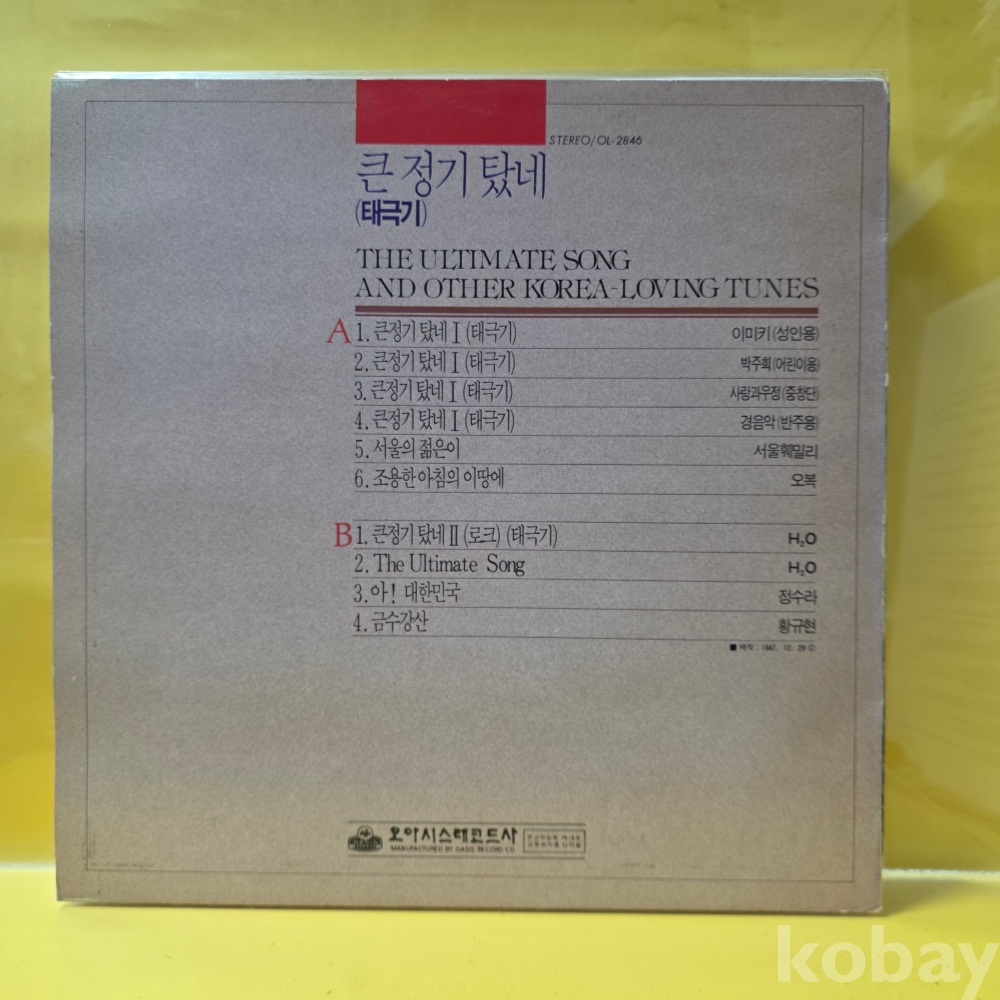 STEREO/OL-2846
큰 정기 탔네
(태극기)
THE ULTIMATE SONG
AND OTHER KOREA-LOVING TUNES
A 1. 큰정기 탔네 I (태극기) 이미키 (성인용)
2. 큰정기 탔네 I (태극기) 박주희 (어린이용)
3. 큰정기 탔네 I (태극기) 사랑과우정 (중창단)
4. 큰정기 탔네 I (태극기) 경음악 (반주용)
5. 서울의 젊은이 서울훼밀리
6. 조용한 아침의 이땅에 오복
B 1. 큰정기 탔네 II (로크) (태극기) H₂O
2. The Ultimate Song H₂O
3. 아! 대한민국 정수라
4. 금수강산 황규현
■ 제작 : 1987. 12. 28 ⓒ
오아시스레코드사
MANUFACTURED BY OASIS RECORD CO
kobay